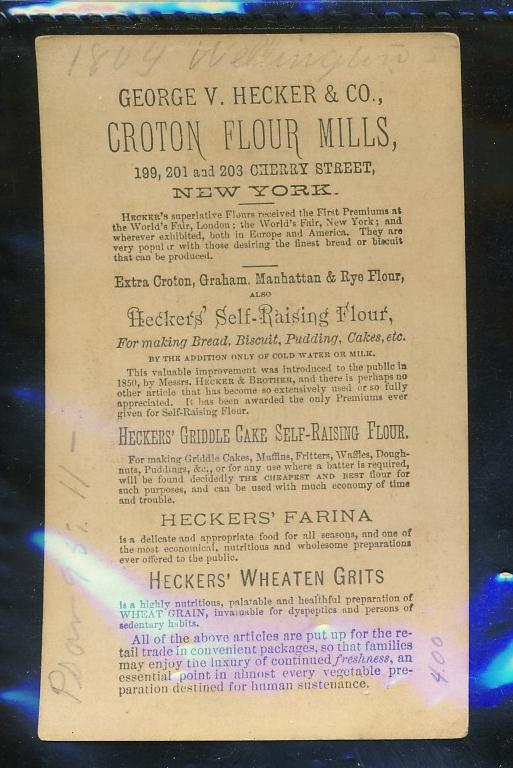 1804 Wellington
GEORGE V. HECKER & CO.,
CROTON FLOUR MILLS,
199, 201 and 203 CHERRY STREET,
NEW YORK.
HECKER'S superlative Flours received the First Premiums at
the World's Fair, London; the World's Fair, New York; and
wherever exhibited, both in Europe and America. They are
very popular with those desiring the finest bread or biscuit
that can be produced.
Extra Croton, Graham, Manhattan & Rye Flour,
ALSO
Heckers' Self-Raising Flour,
For making Bread, Biscuit, Pudding, Cakes, etc.
BY THE ADDITION ONLY OF COLD WATER OR MILK.
This valuable improvement was introduced to the public in
1850, by Messrs. HECKER & BROTHER, and there is perhaps no
other article that has become so extensively used or so fully
appreciated. It has been awarded the only Premiums ever
given for Self-Raising Flour.
HECKERS' GRIDDLE CAKE SELF-RAISING FLOUR.
For making Griddle Cakes, Muffins, Fritters, Waffles, Dough-
nuts, Puddings, &c., or for any use where a batter is required,
will be found decidedly THE CHEAPEST AND BEST flour for
such purposes, and can be used with much economy of time
and trouble.
HECKERS' FARINA
is a delicate and appropriate food for all seasons, and one of
the most economical, nutritious and wholesome preparations
ever offered to the public.
HECKERS' WHEATEN GRITS
is a highly nutritious, palatable and healthful preparation of
WHEAT GRAIN, invaluable for dyspeptics and persons of
sedentary habits.
All of the above articles are put up for the re-
tail trade in convenient packages, so that families
may enjoy the luxury of continued freshness, an
essential point in almost every vegetable pre-
paration destined for human sustenance.
4.00